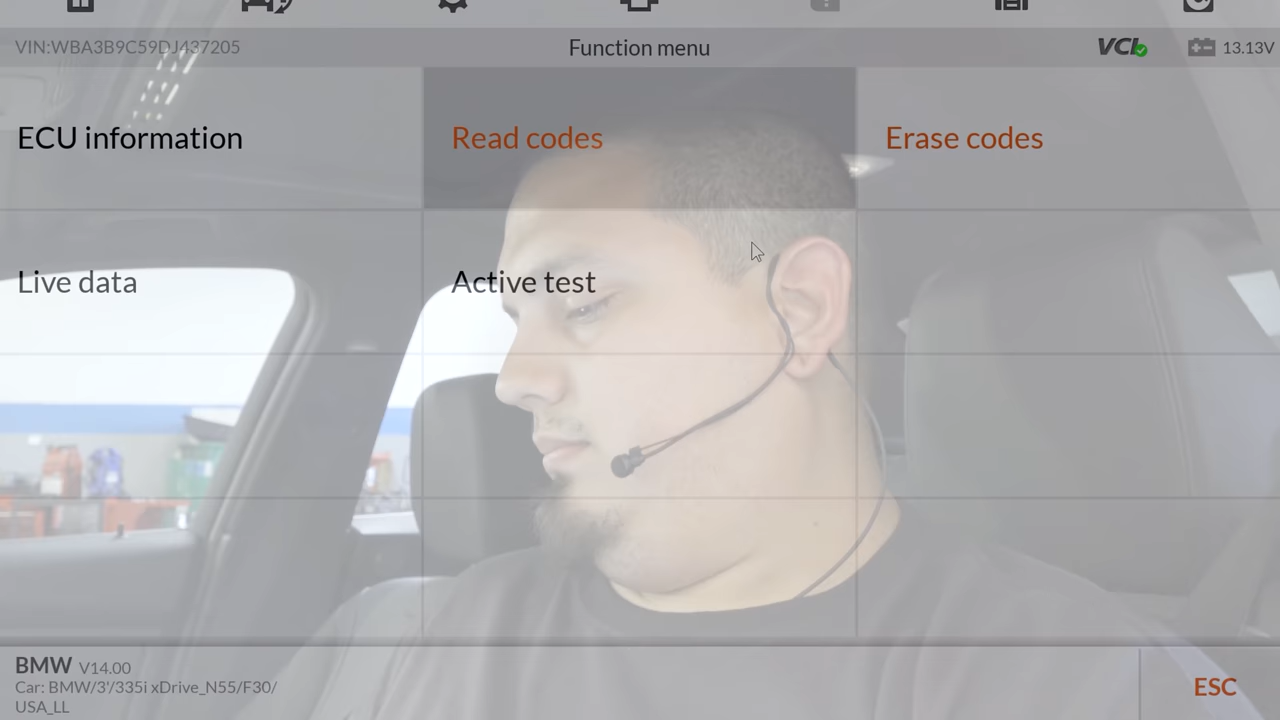 VIN:WBA3B9C59DJ437205
Function menu
VCI
13.13V
ECU information
Read codes
Erase codes
Live data
Active test
BMW V14.00
Car: BMW/3'/335i xDrive_N55/F30/
USA_LL
ESC